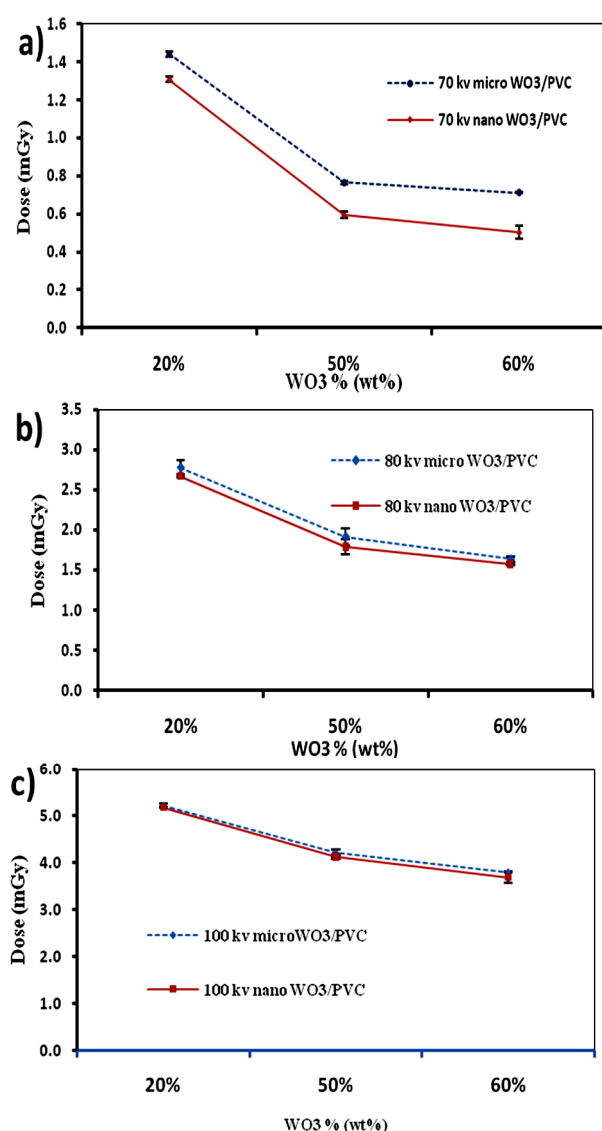 a)
1.6
1.4
1.2
1.0
0.8
0.6
0.4
0.2
0.0
Dose (mGy)
70 kv micro WO3/PVC
70 kv nano WO3/PVC
20% 50% 60%
WO3 % (wt%)
b)
3.5
3.0
2.5
2.0
1.5
1.0
0.5
0.0
Dose (mGy)
80 kv micro WO3/PVC
80 kv nano WO3/PVC
20% 50% 60%
WO3 % (wt%)
c)
6.0
5.0
4.0
3.0
2.0
1.0
0.0
Dose (mGy)
100 kv microWO3/PVC
100 kv nano WO3/PVC
20% 50% 60%
WO3 % (wt%)